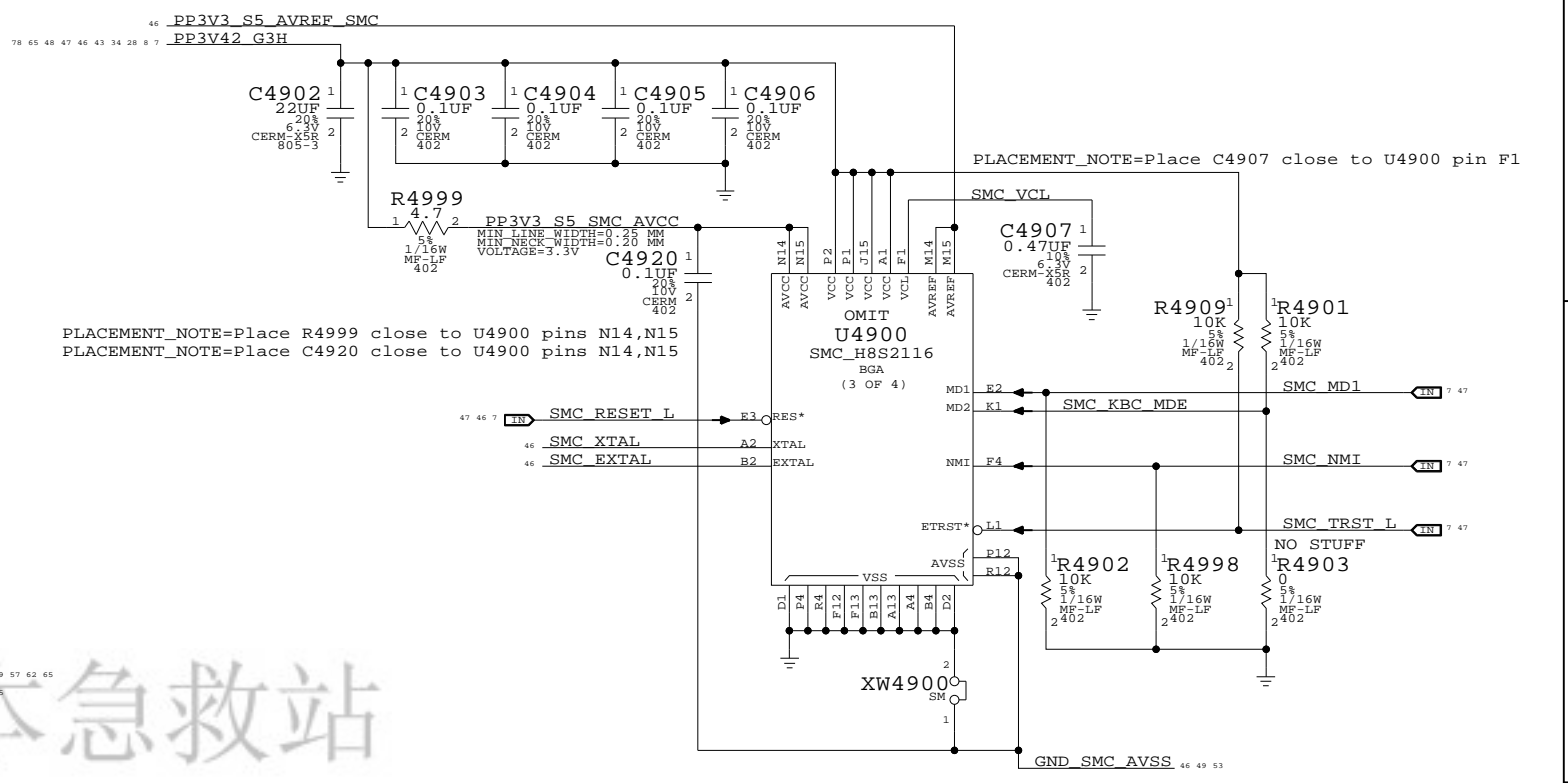 46 PP3V3_S5_AVREF_SMC
78 65 48 47 46 43 34 28 8 7 PP3V42_G3H
C4902
22UF
20%
6.3V
CERM-X5R
805-3
1
2
C4903
0.1UF
20%
10V
CERM
402
1
2
C4904
0.1UF
20%
10V
CERM
402
1
2
C4905
0.1UF
20%
10V
CERM
402
1
2
C4906
0.1UF
20%
10V
CERM
402
1
2
PLACEMENT_NOTE=Place C4907 close to U4900 pin F1
R4999
4.7
1 2
5%
1/16W
MF-LF
402
PP3V3_S5_SMC_AVCC
MIN_LINE_WIDTH=0.25 MM
MIN_NECK_WIDTH=0.20 MM
VOLTAGE=3.3V
C4920
0.1UF
20%
10V
CERM
402
1
2
SMC_VCL
C4907
0.47UF
10%
6.3V
CERM-X5R
402
1
2
N14 N15 P2 P1 J15 A1 F1 M14 M15
AVCC AVCC VCC VCC VCC VCC VCL AVREF AVREF
PLACEMENT_NOTE=Place R4999 close to U4900 pins N14,N15
PLACEMENT_NOTE=Place C4920 close to U4900 pins N14,N15
OMIT
U4900
SMC_H8S2116
BGA
(3 OF 4)
R4909
10K
5%
1/16W
MF-LF
402
1
2
R4901
10K
5%
1/16W
MF-LF
402
1
2
MD1 E2 SMC_MD1 IN 7 47
MD2 K1 SMC_KBC_MDE
47 46 7 IN SMC_RESET_L E3 RES*
46 SMC_XTAL A2 XTAL
46 SMC_EXTAL B2 EXTAL
NMI F4 SMC_NMI IN 7 47
ETRST* L1 SMC_TRST_L IN 7 47
NO STUFF
AVSS P12
R12
VSS
D1 P4 R4 F12 F13 B13 A13 A4 B4 D2
R4902
10K
5%
1/16W
MF-LF
402
1
2
R4998
10K
5%
1/16W
MF-LF
402
1
2
R4903
0
5%
1/16W
MF-LF
402
1
2
57 62 65
急救站
XW4900
SM
2
1
GND_SMC_AVSS 46 49 53